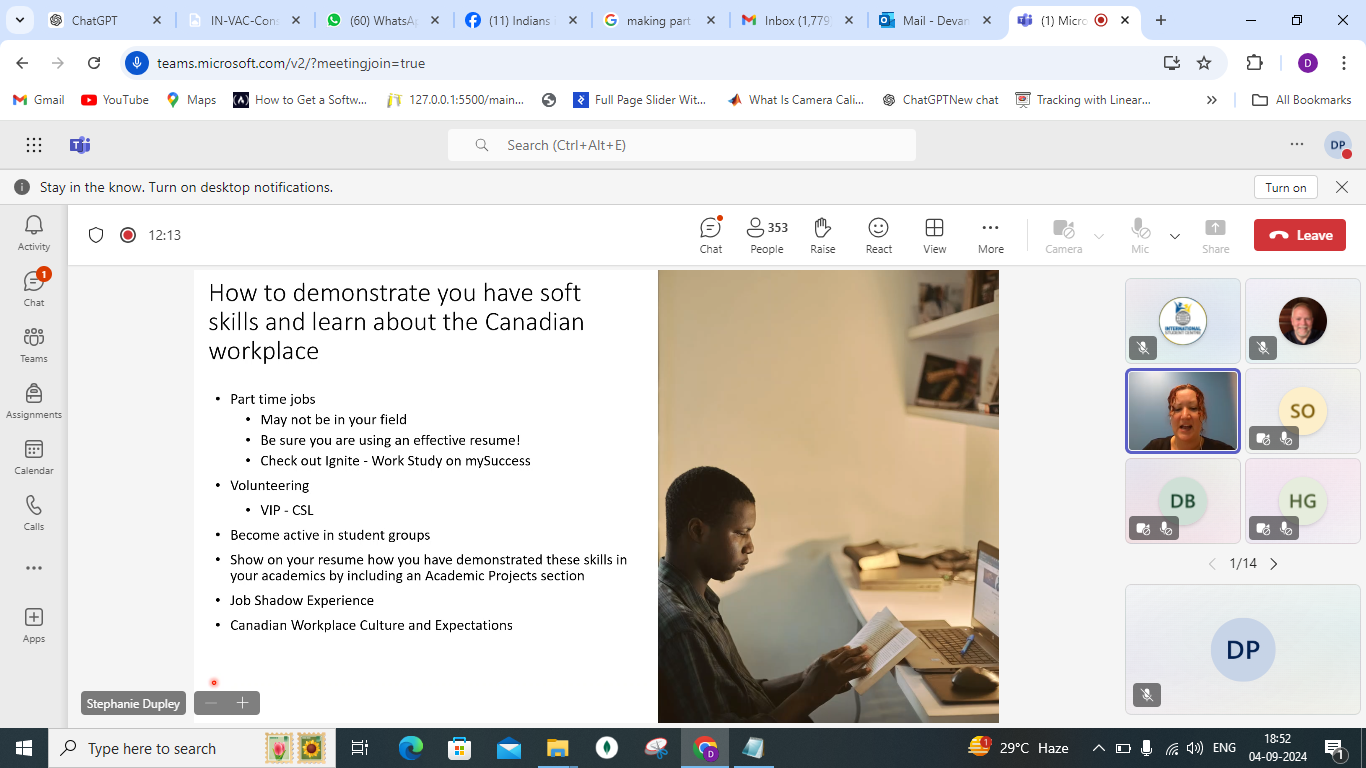 ChatGPT
IN-VAC-Cons
(60) WhatsA
(11) Indians
making part
Inbox (1,779
Mail - Devan
(1) Micro
teams.microsoft.com/v2/?meetingjoin=true
D
Gmail
YouTube
Maps
How to Get a Softw...
127.0.0.1:5500/main...
Full Page Slider Wit...
What Is Camera Cali...
ChatGPTNew chat
Tracking with Linear...
All Bookmarks
Search (Ctrl+Alt+E)
DP
Stay in the know. Turn on desktop notifications.
Turn on
Activity
1
Chat
Teams
Assignments
Calendar
Calls
Apps
12:13
Chat
353
People
Raise
React
View
More
Camera
Mic
Share
Leave
How to demonstrate you have soft
skills and learn about the Canadian
workplace
• Part time jobs
• May not be in your field
• Be sure you are using an effective resume!
• Check out Ignite - Work Study on mySuccess
• Volunteering
• VIP - CSL
• Become active in student groups
• Show on your resume how you have demonstrated these skills in
your academics by including an Academic Projects section
• Job Shadow Experience
• Canadian Workplace Culture and Expectations
Stephanie Dupley
INTERNATIONAL
SO
DB
HG
1/14
DP
Type here to search
D
1
29°C Haze
ENG
18:52
04-09-2024
1